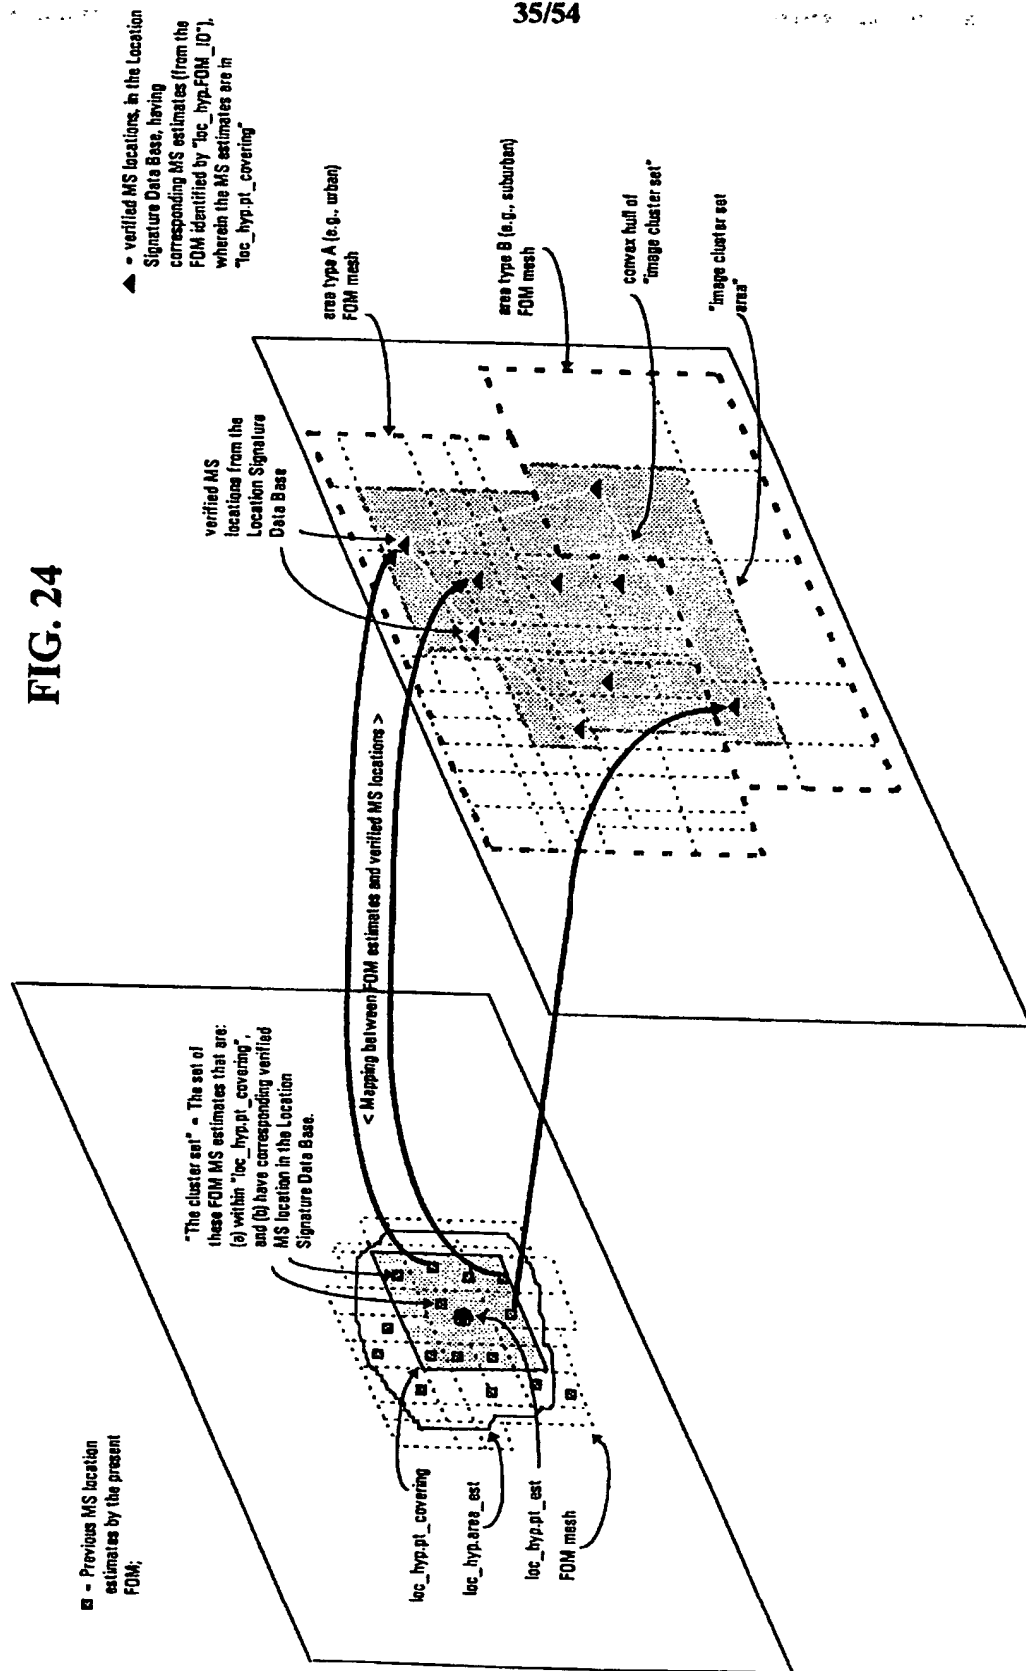 35/54
FIG. 24
▲ = verified MS locations, in the Location
Signature Data Base, having
corresponding MS estimates (from the
FOM identified by "loc_hyp.FOM_ID"),
wherein the MS estimates are in
"loc_hyp.pt_covering"
area type A (e.g., urban)
FOM mesh
area type B (e.g., suburban)
FOM mesh
convex hull of
"image cluster set"
"image cluster set
area"
verified MS
locations from the
Location Signature
Data Base
< Mapping between FOM estimates and verified MS locations >
"The cluster set" = The set of
these FOM MS estimates that are:
(a) within "loc_hyp.pt_covering",
and (b) have corresponding verified
MS location in the Location
Signature Data Base.
= Previous MS location
estimates by the present
FOM;
loc_hyp.pt_covering
loc_hyp.area_est
loc_hyp.pt_est
FOM mesh